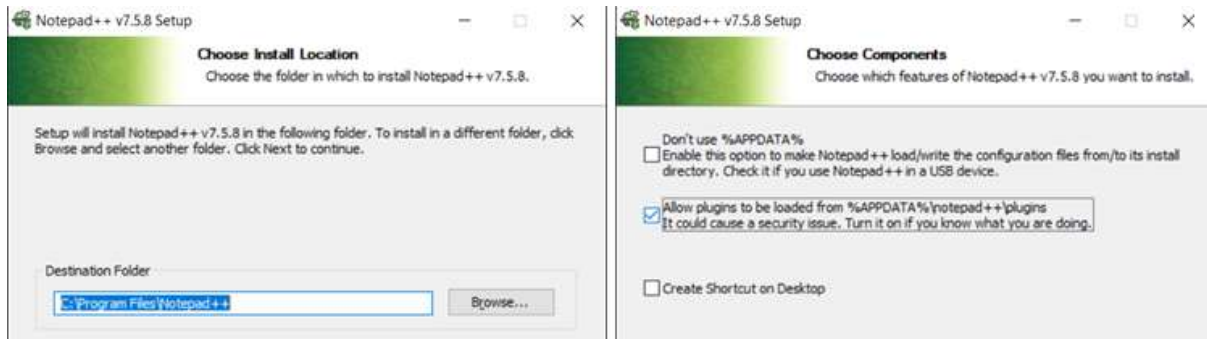 Notepad++ v7.5.8 Setup
Choose Install Location
Choose the folder in which to install Notepad++ v7.5.8.
Setup will install Notepad++ v7.5.8 in the following folder. To install in a different folder, click
Browse and select another folder. Click Next to continue.
Destination Folder
C:\Program Files\Notepad++
Browse...
Notepad++ v7.5.8 Setup
Choose Components
Choose which features of Notepad++ v7.5.8 you want to install.
Don't use %APPDATA%
Enable this option to make Notepad++ load/write the configuration files from/to its install
directory. Check it if you use Notepad++ in a USB device.
Allow plugins to be loaded from %APPDATA%\notepad++\plugins
It could cause a security issue. Turn it on if you know what you are doing.
Create Shortcut on Desktop